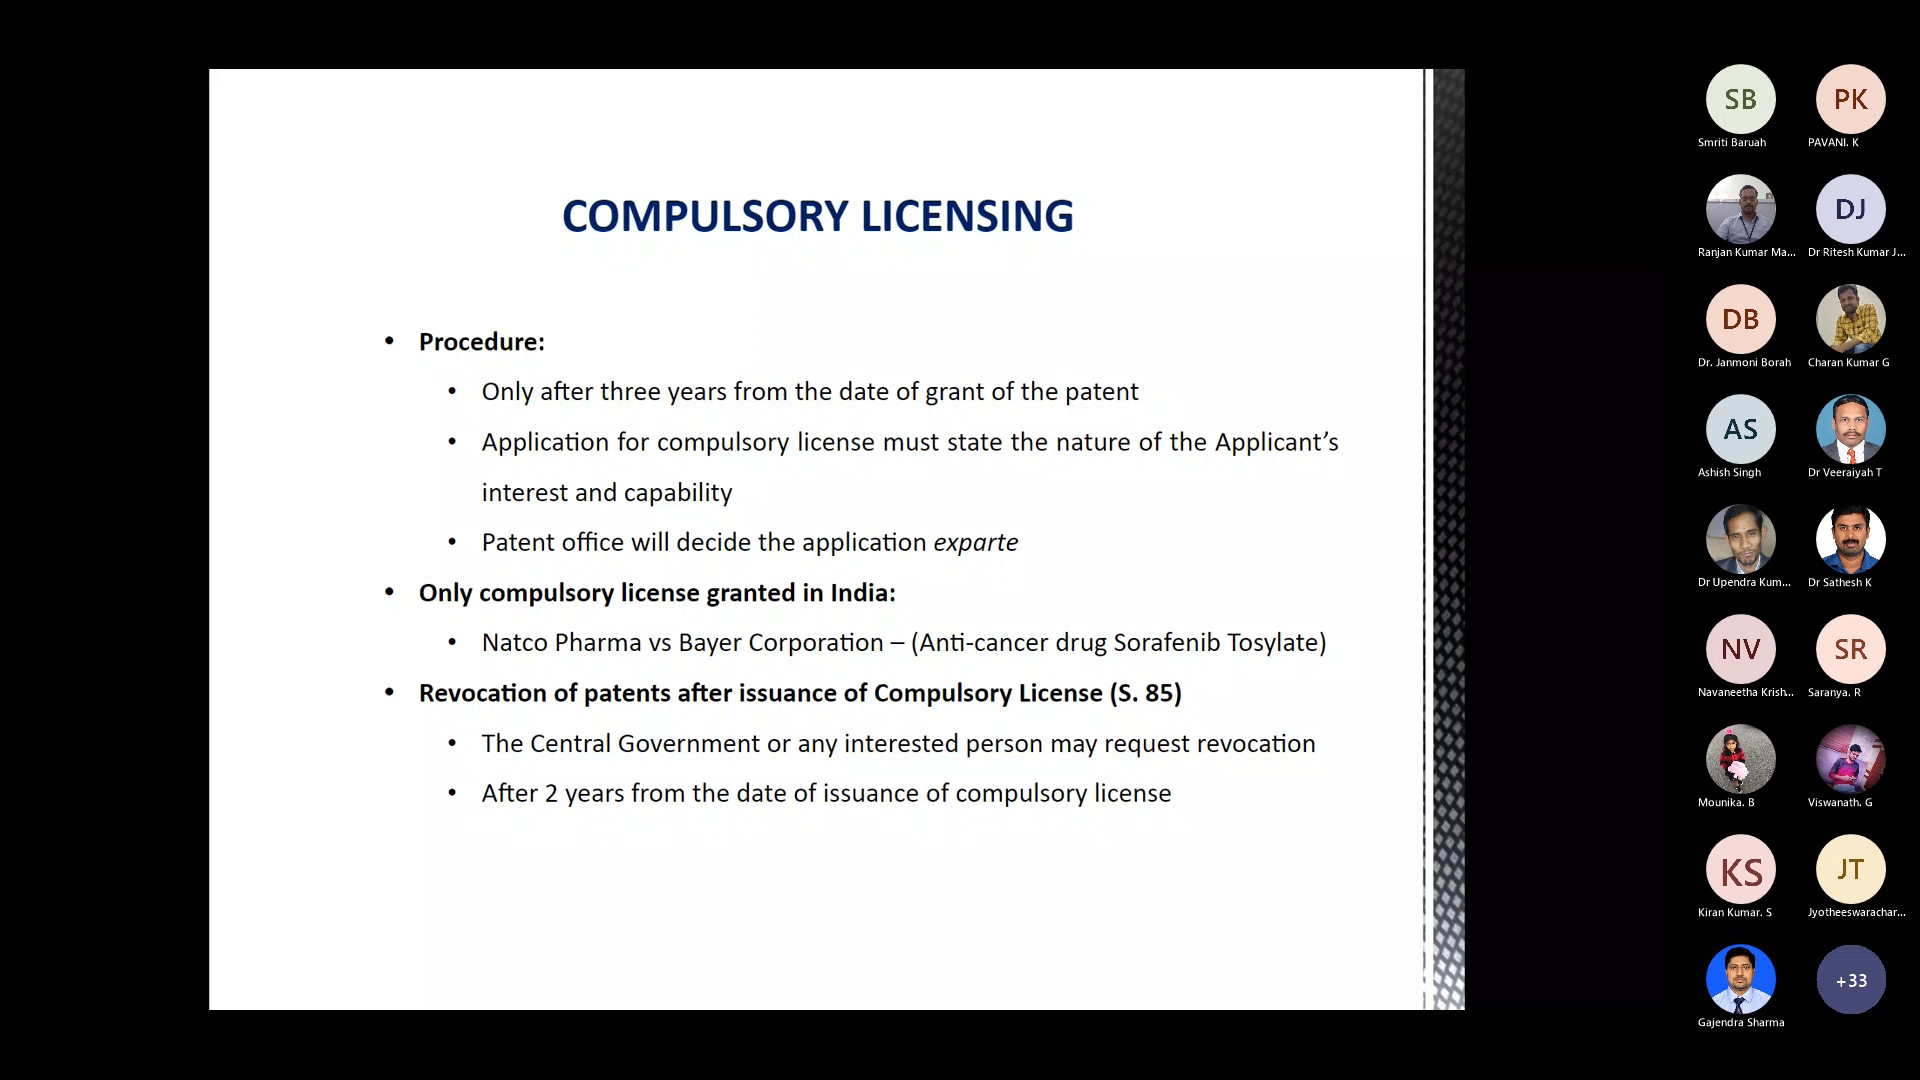 COMPULSORY LICENSING
• Procedure:
• Only after three years from the date of grant of the patent
• Application for compulsory license must state the nature of the Applicant’s
interest and capability
• Patent office will decide the application exparte
• Only compulsory license granted in India:
• Natco Pharma vs Bayer Corporation – (Anti-cancer drug Sorafenib Tosylate)
• Revocation of patents after issuance of Compulsory License (S. 85)
• The Central Government or any interested person may request revocation
• After 2 years from the date of issuance of compulsory license
SB PK
Smriti Baruah PAVANI. K
DJ
Ranjan Kumar Ma... Dr Ritesh Kumar J...
DB
Dr. Janmoni Borah Charan Kumar G
AS
Ashish Singh Dr Veeraiyah T
Dr Upendra Kum... Dr Sathesh K
NV SR
Navaneetha Krish... Saranya. R
Mounika. B Viswanath. G
KS JT
Kiran Kumar. S Jyotheeswarachar...
+33
Gajendra Sharma